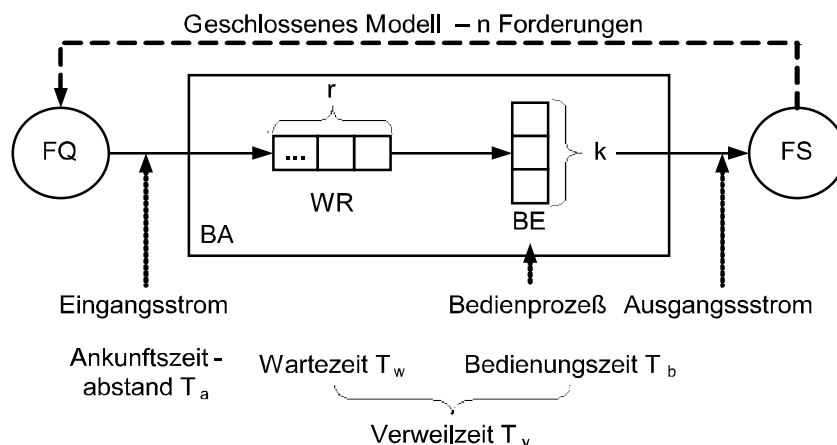 Geschlossenes Modell – n Forderungen
r
FQ
...
k
FS
WR
BE
BA
Eingangsstrom
Bedienprozeß
Ausgangssstrom
Ankunftszeit-
abstand T a
Wartezeit T w
Bedienungszeit T b
Verweilzeit T v